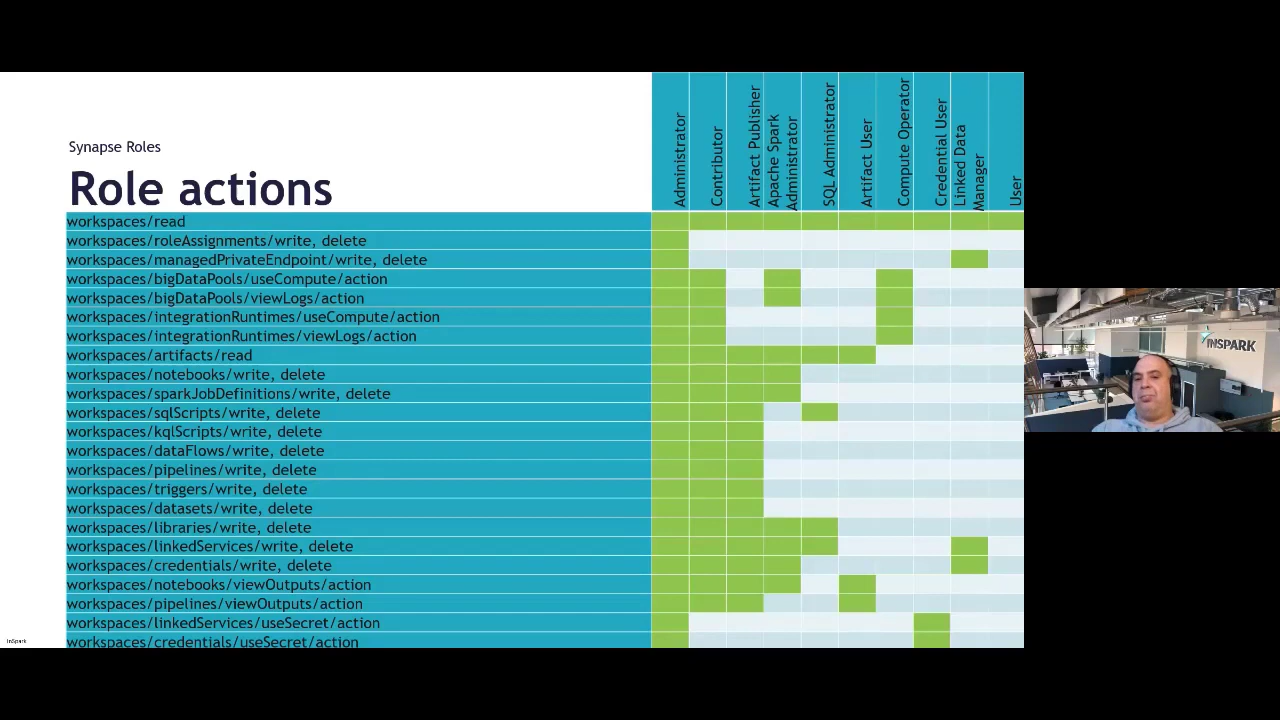 Synapse Roles
Role actions
Administrator
Contributor
Artifact Publisher
Apache Spark
Administrator
SQL Administrator
Artifact User
Compute Operator
Credential User
Linked Data
Manager
User
workspaces/read
workspaces/roleAssignments/write, delete
workspaces/managedPrivateEndpoint/write, delete
workspaces/bigDataPools/useCompute/action
workspaces/bigDataPools/viewLogs/action
workspaces/integrationRuntimes/useCompute/action
workspaces/integrationRuntimes/viewLogs/action
workspaces/artifacts/read
workspaces/notebooks/write, delete
workspaces/sparkJobDefinitions/write, delete
workspaces/sqlScripts/write, delete
workspaces/kqlScripts/write, delete
workspaces/dataFlows/write, delete
workspaces/pipelines/write, delete
workspaces/triggers/write, delete
workspaces/datasets/write, delete
workspaces/libraries/write, delete
workspaces/linkedServices/write, delete
workspaces/credentials/write, delete
workspaces/notebooks/viewOutputs/action
workspaces/pipelines/viewOutputs/action
workspaces/linkedServices/useSecret/action
workspaces/credentials/useSecret/action
InSpark
INSPARK